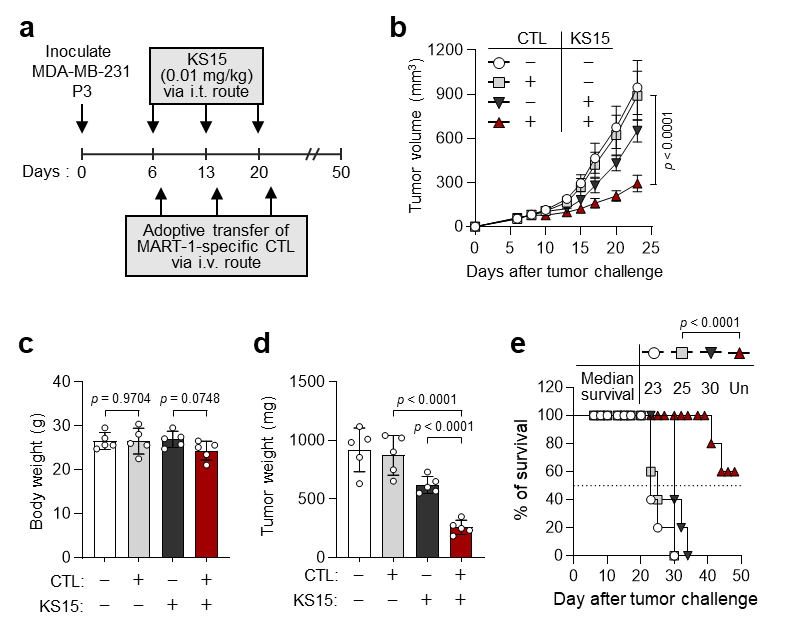 a
Inoculate
MDA-MB-231
P3
KS15
(0.01 mg/kg)
via i.t. route
Days : 0 6 13 20 50
Adoptive transfer of
MART-1-specific CTL
via i.v. route
b
CTL KS15
– –
+ –
– +
+ +
Tumor volume (mm³)
1200
900
600
300
0
0 5 10 15 20 25
Days after tumor challenge
p < 0.0001
c
Body weight (g)
40
30
20
10
0
p = 0.9704 p = 0.0748
CTL: – + – +
KS15: – – + +
d
Tumor weight (mg)
1500
1000
500
0
p < 0.0001
p < 0.0001
CTL: – + – +
KS15: – – + +
e
p < 0.0001
Median
survival
23 25 30 Un
% of survival
120
100
80
60
40
20
0
0 10 20 30 40 50
Day after tumor challenge